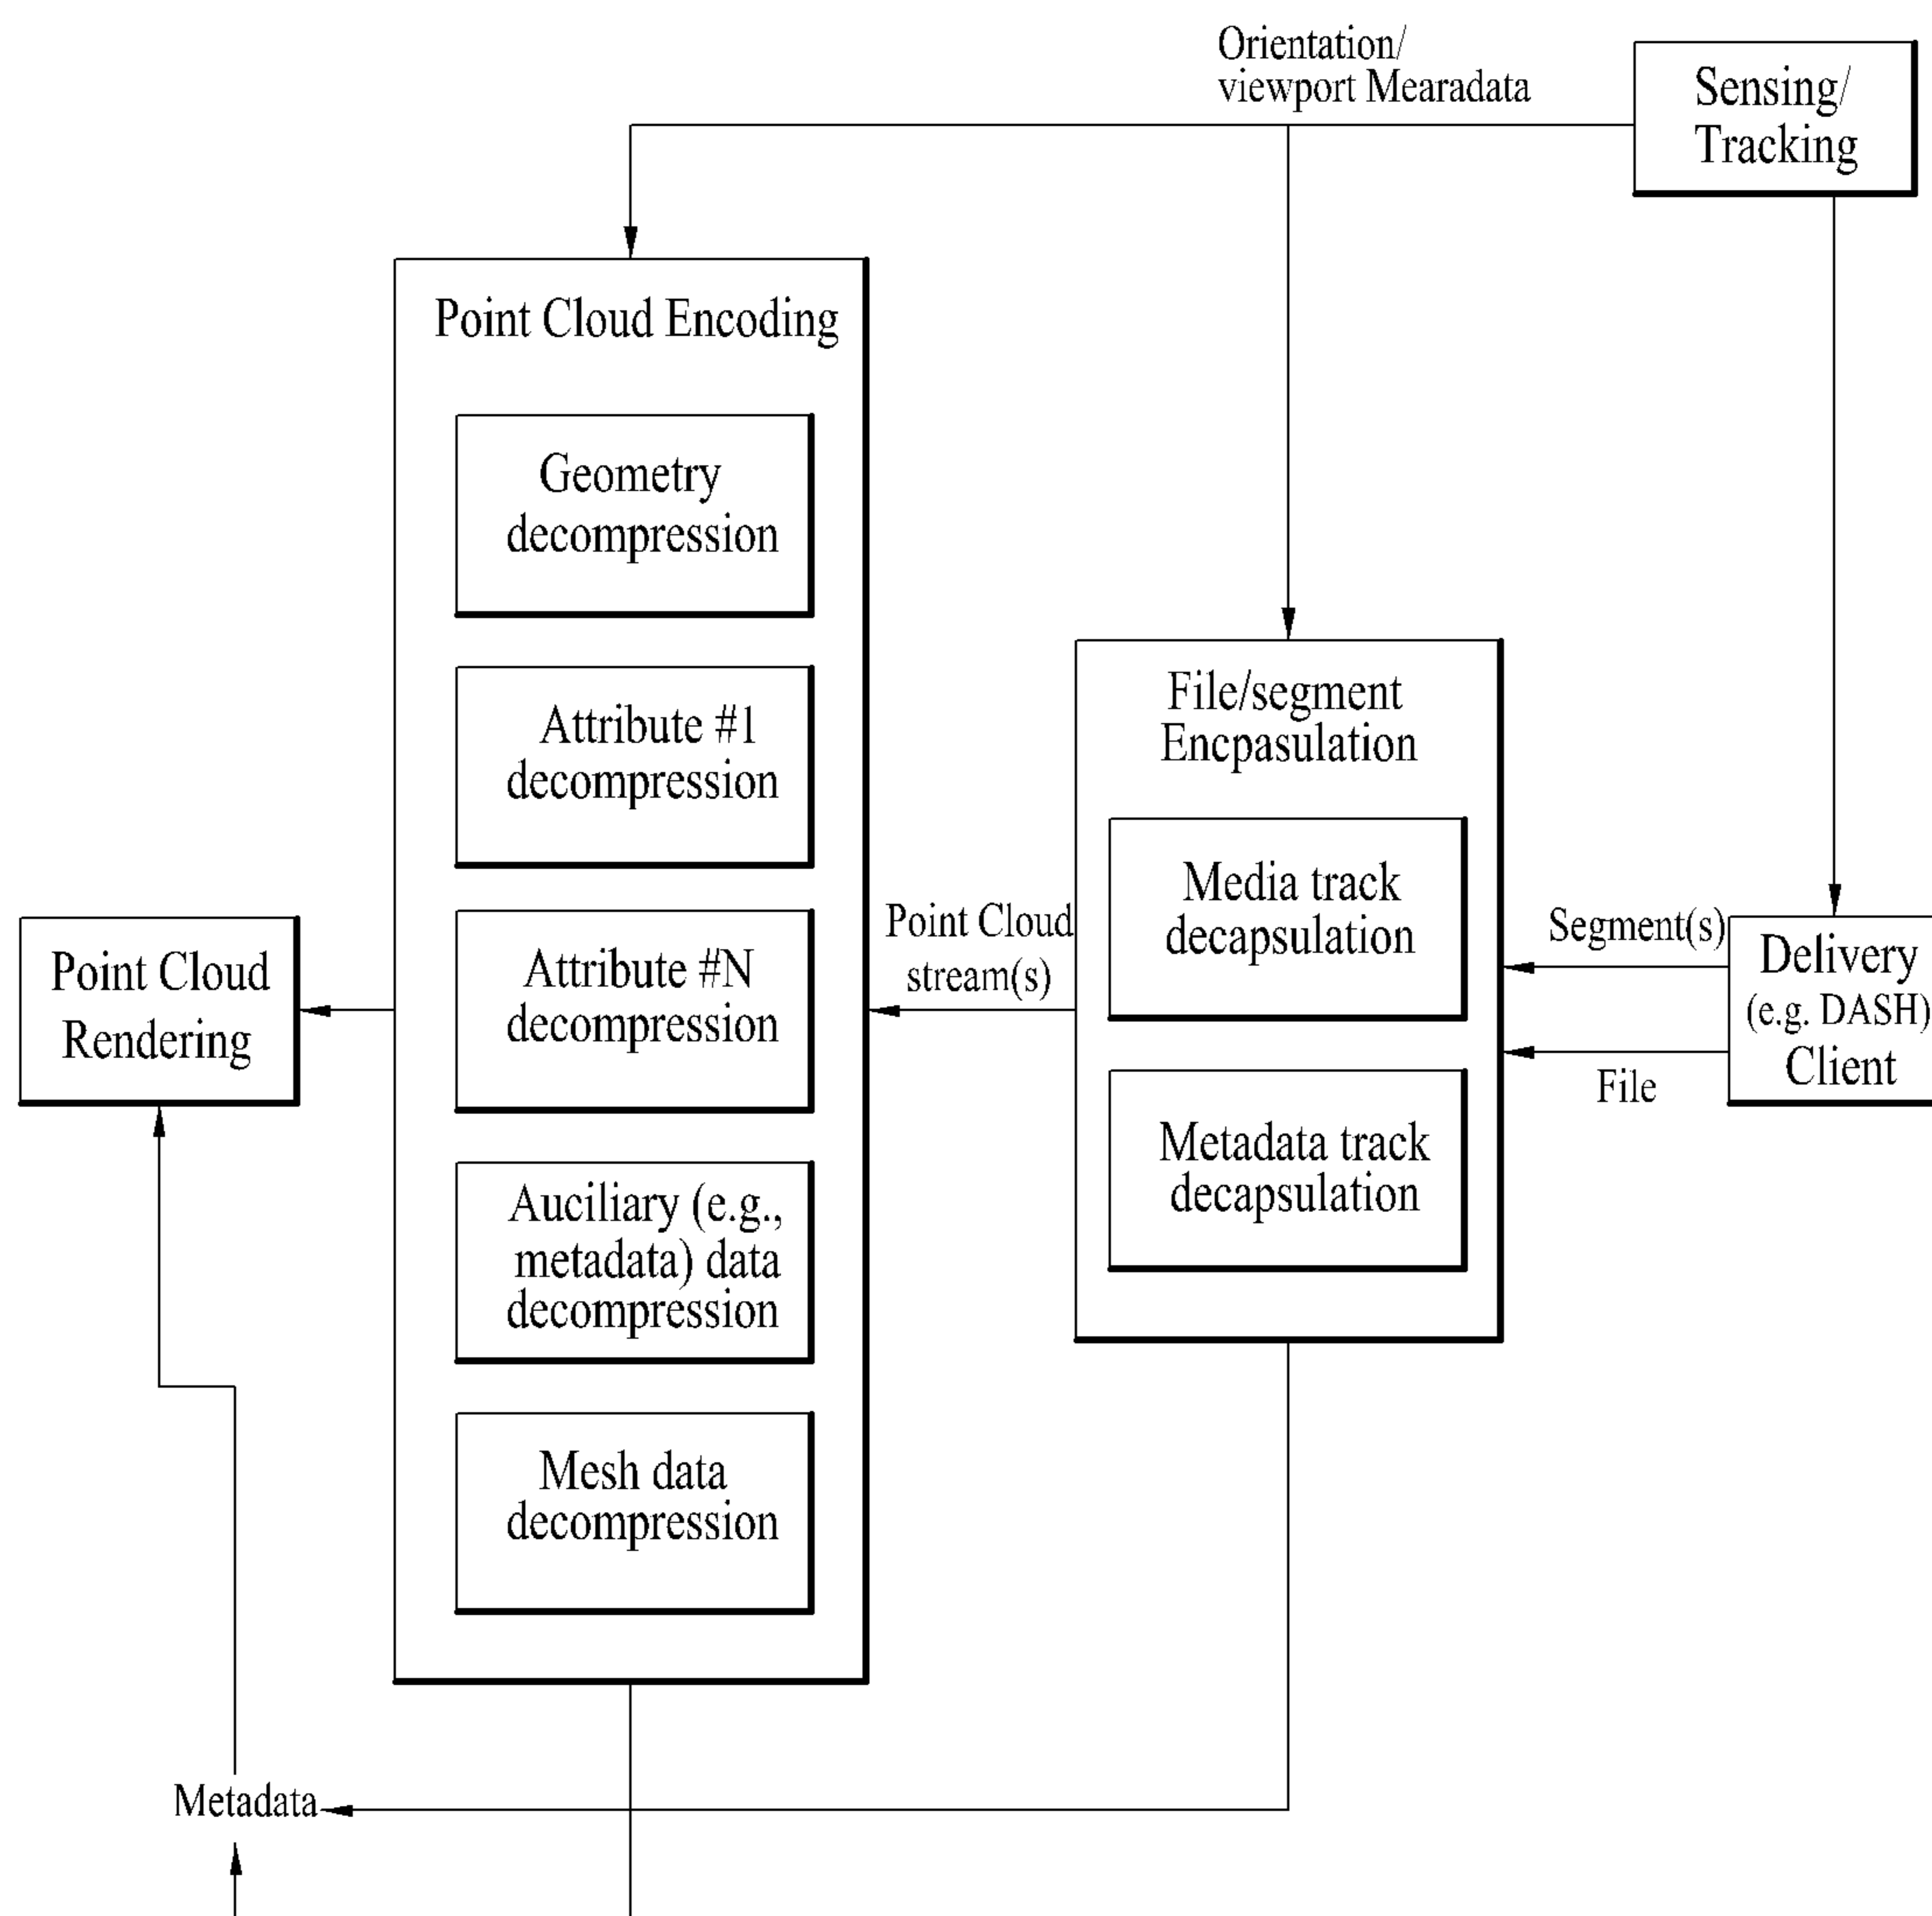 Orientation/
viewport Mearadata
Sensing/
Tracking
Point Cloud Encoding
Geometry
decompression
Attribute #1
decompression
Attribute #N
decompression
Auciliary (e.g.,
metadata) data
decompression
Mesh data
decompression
File/segment
Encpasulation
Media track
decapsulation
Metadata track
decapsulation
Point Cloud
stream(s)
Segment(s)
File
Delivery
(e.g. DASH)
Client
Point Cloud
Rendering
Metadata